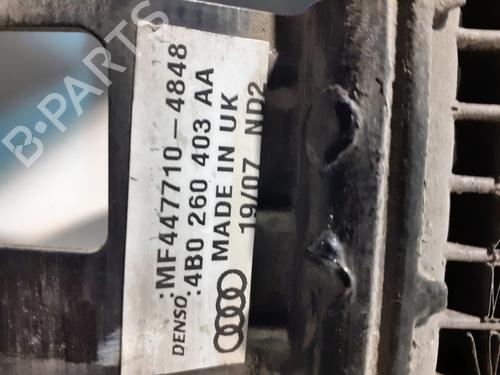 :MF447710-4848
DENSO :4B0 260 403 AA
MADE IN UK
19/07 ND2
B-PARTS